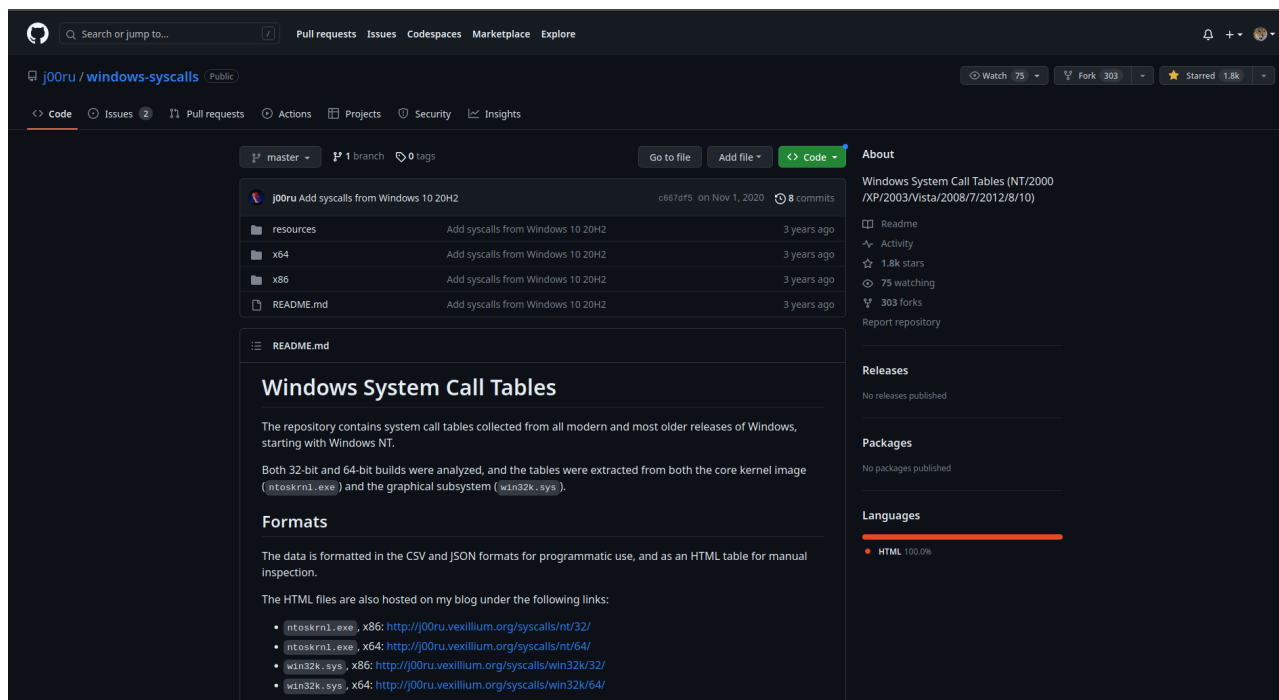 Search or jump to... /
Pull requests Issues Codespaces Marketplace Explore
j00ru / windows-syscalls Public
Watch 75 Fork 303 Starred 1.8k
Code Issues 2 Pull requests Actions Projects Security Insights
master 1 branch 0 tags Go to file Add file Code
j00ru Add syscalls from Windows 10 20H2 c667df5 on Nov 1, 2020 8 commits
resources Add syscalls from Windows 10 20H2 3 years ago
x64 Add syscalls from Windows 10 20H2 3 years ago
x86 Add syscalls from Windows 10 20H2 3 years ago
README.md Add syscalls from Windows 10 20H2 3 years ago
README.md
Windows System Call Tables
The repository contains system call tables collected from all modern and most older releases of Windows,
starting with Windows NT.
Both 32-bit and 64-bit builds were analyzed, and the tables were extracted from both the core kernel image
( ntoskrnl.exe ) and the graphical subsystem ( win32k.sys ).
Formats
The data is formatted in the CSV and JSON formats for programmatic use, and as an HTML table for manual
inspection.
The HTML files are also hosted on my blog under the following links:
• ntoskrnl.exe , x86: http://j00ru.vexillium.org/syscalls/nt/32/
• ntoskrnl.exe , x64: http://j00ru.vexillium.org/syscalls/nt/64/
• win32k.sys , x86: http://j00ru.vexillium.org/syscalls/win32k/32/
• win32k.sys , x64: http://j00ru.vexillium.org/syscalls/win32k/64/
About
Windows System Call Tables (NT/2000
/XP/2003/Vista/2008/7/2012/8/10)
Readme
Activity
1.8k stars
75 watching
303 forks
Report repository
Releases
No releases published
Packages
No packages published
Languages
HTML 100.0%